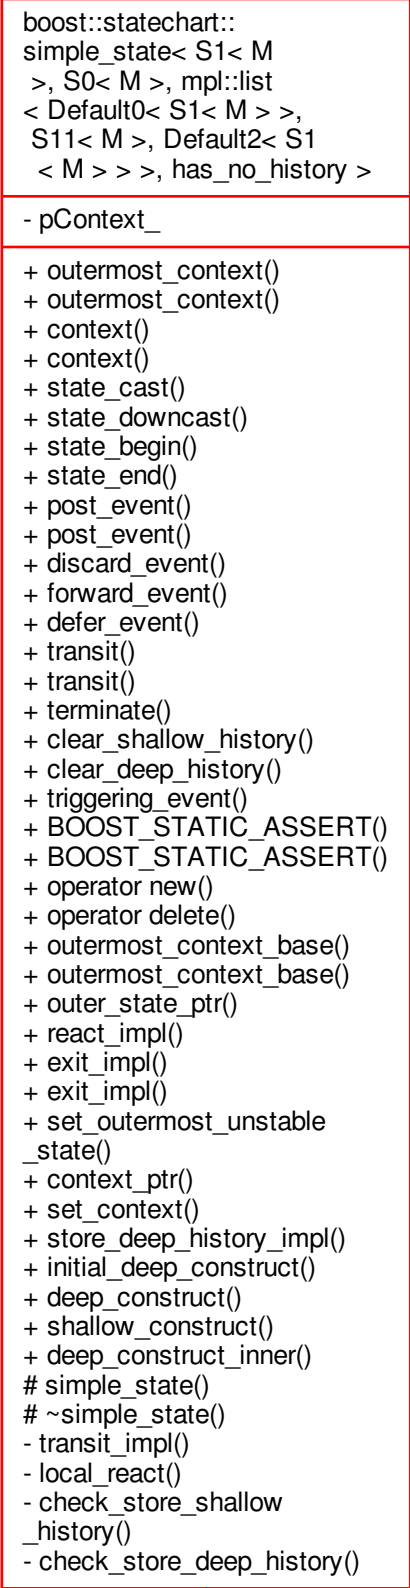 boost::statechart::
simple_state< S1< M
>, S0< M >, mpl::list
< Default0< S1< M > >,
S11< M >, Default2< S1
< M > > >, has_no_history >
- pContext_
+ outermost_context()
+ outermost_context()
+ context()
+ context()
+ state_cast()
+ state_downcast()
+ state_begin()
+ state_end()
+ post_event()
+ post_event()
+ discard_event()
+ forward_event()
+ defer_event()
+ transit()
+ transit()
+ terminate()
+ clear_shallow_history()
+ clear_deep_history()
+ triggering_event()
+ BOOST_STATIC_ASSERT()
+ BOOST_STATIC_ASSERT()
+ operator new()
+ operator delete()
+ outermost_context_base()
+ outermost_context_base()
+ outer_state_ptr()
+ react_impl()
+ exit_impl()
+ exit_impl()
+ set_outermost_unstable
_state()
+ context_ptr()
+ set_context()
+ store_deep_history_impl()
+ initial_deep_construct()
+ deep_construct()
+ shallow_construct()
+ deep_construct_inner()
# simple_state()
# ~simple_state()
- transit_impl()
- local_react()
- check_store_shallow
_history()
- check_store_deep_history()